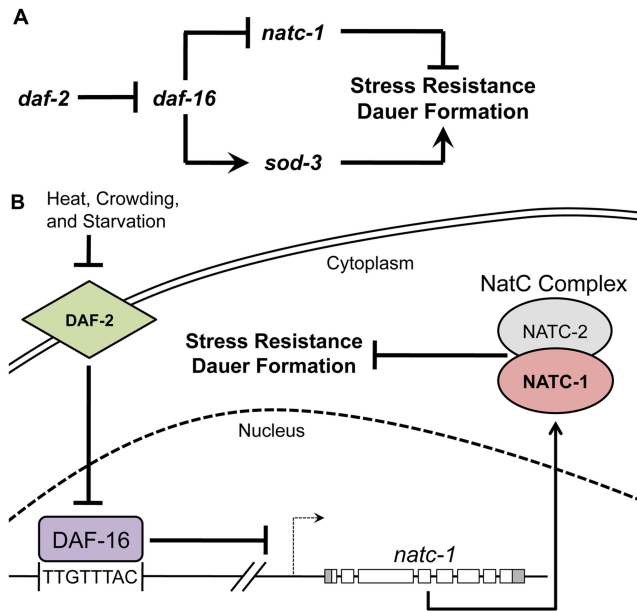 A
natc-1
daf-2
daf-16
Stress Resistance
Dauer Formation
sod-3
B
Heat, Crowding,
and Starvation
Cytoplasm
DAF-2
NatC Complex
NATC-2
NATC-1
Stress Resistance
Dauer Formation
Nucleus
DAF-16
natc-1
TTGTTTAC